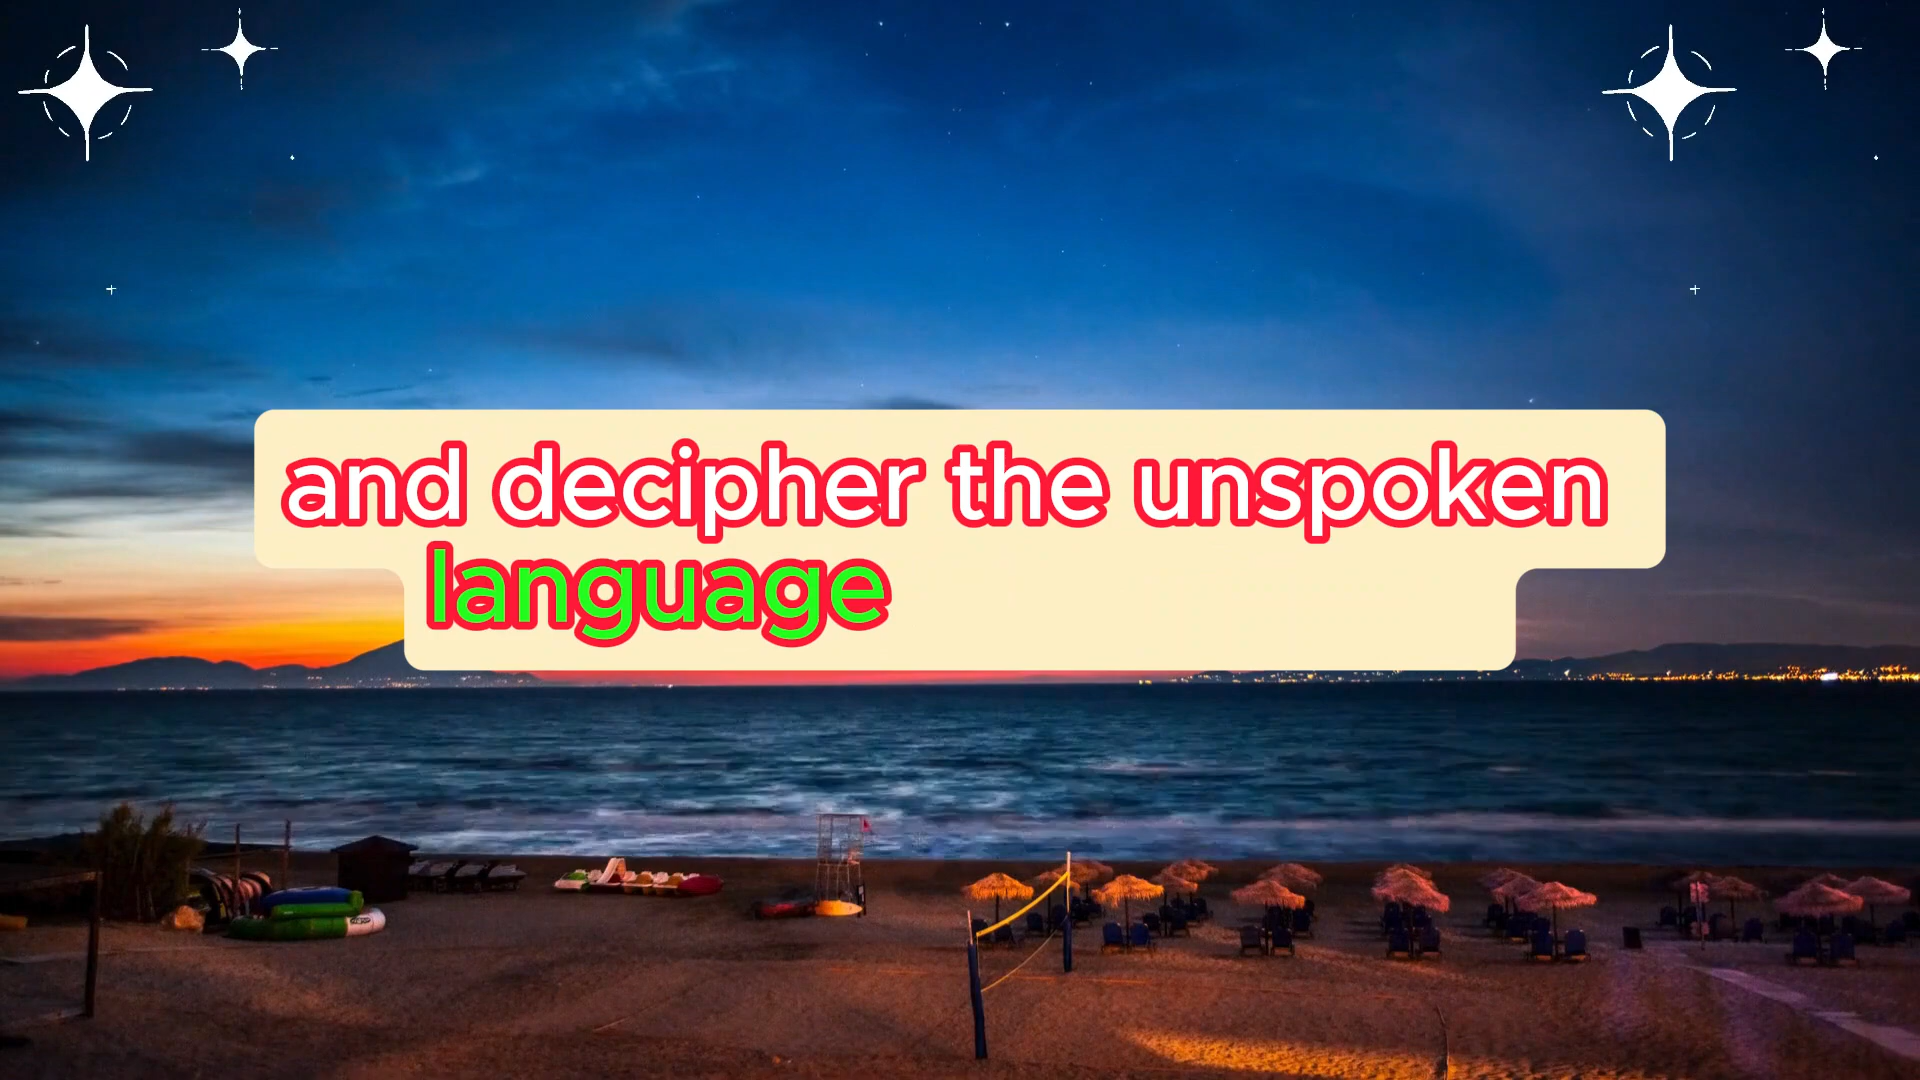 and decipher the unspoken
language